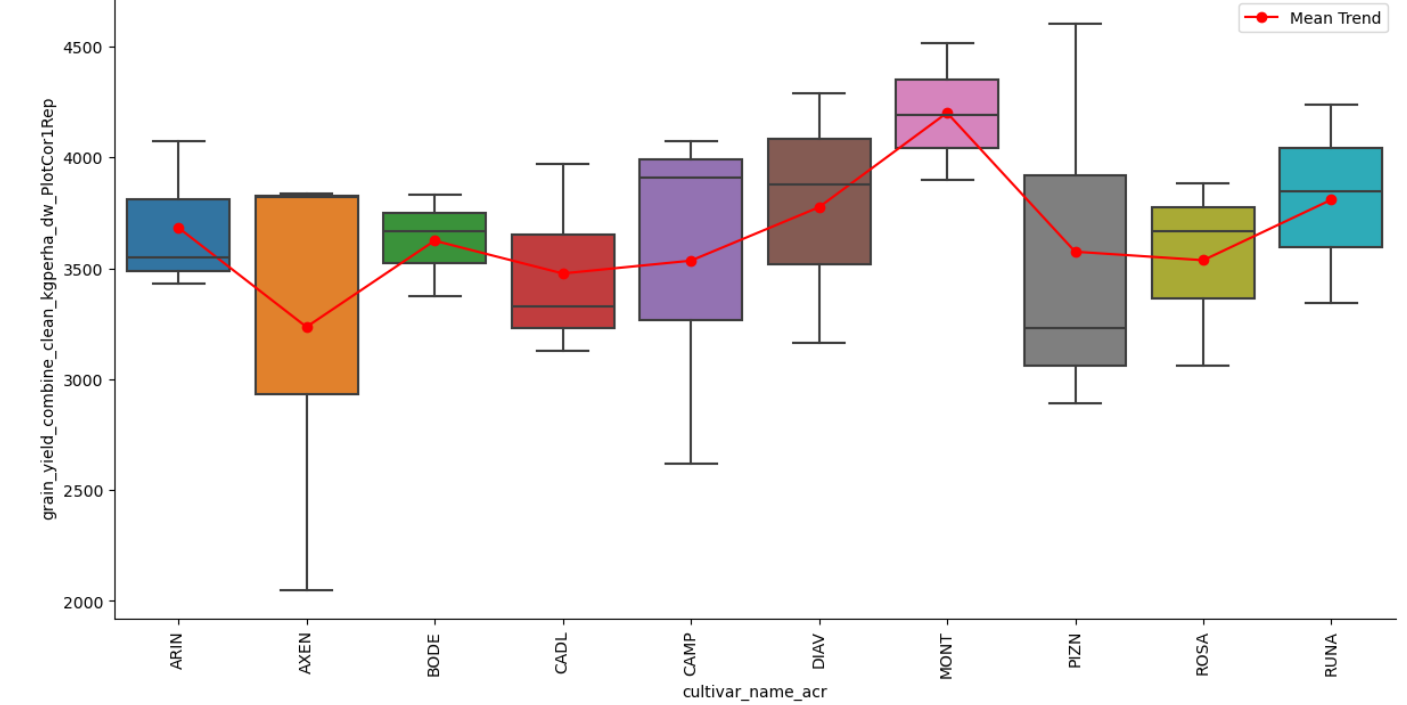 Mean Trend
4500
4000
3500
3000
2500
2000
grain_yield_combine_clean_kgperha_dw_PlotCor1Rep
ARIN
AXEN
BODE
CADL
CAMP
DIAV
MONT
PIZN
ROSA
RUNA
cultivar_name_acr